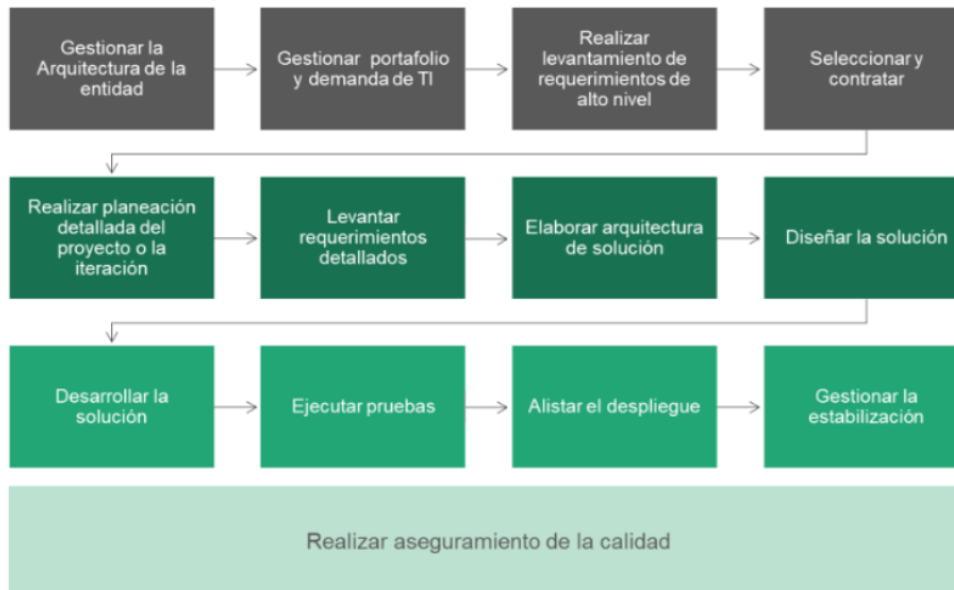 Gestionar la
Arquitectura de la
entidad
Gestionar portafolio
y demanda de TI
Realizar
levantamiento de
requerimientos de
alto nivel
Seleccionar y
contratar
Realizar planeación
detallada del
proyecto o la
iteración
Levantar
requerimientos
detallados
Elaborar arquitectura
de solución
Diseñar la solución
Desarrollar la
solución
Ejecutar pruebas
Alistar el despliegue
Gestionar la
estabilización
Realizar aseguramiento de la calidad